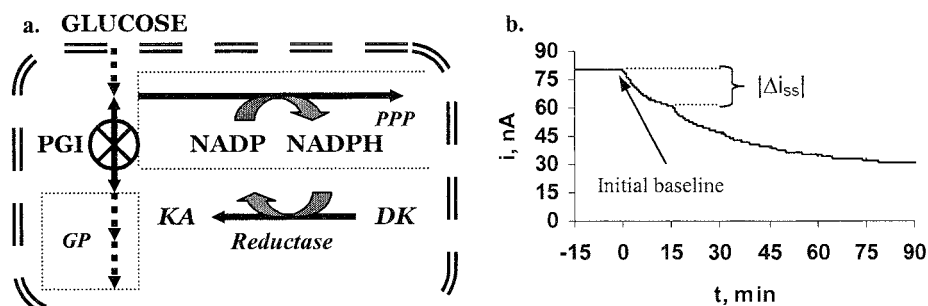 a. GLUCOSE
PPP
PGI
NADP NADPH
GP
KA
DK
Reductase
b.
90
75
60
45
30
15
0
i, nA
|Δi_ss|
Initial baseline
-15 0 15 30 45 60 75 90
t, min